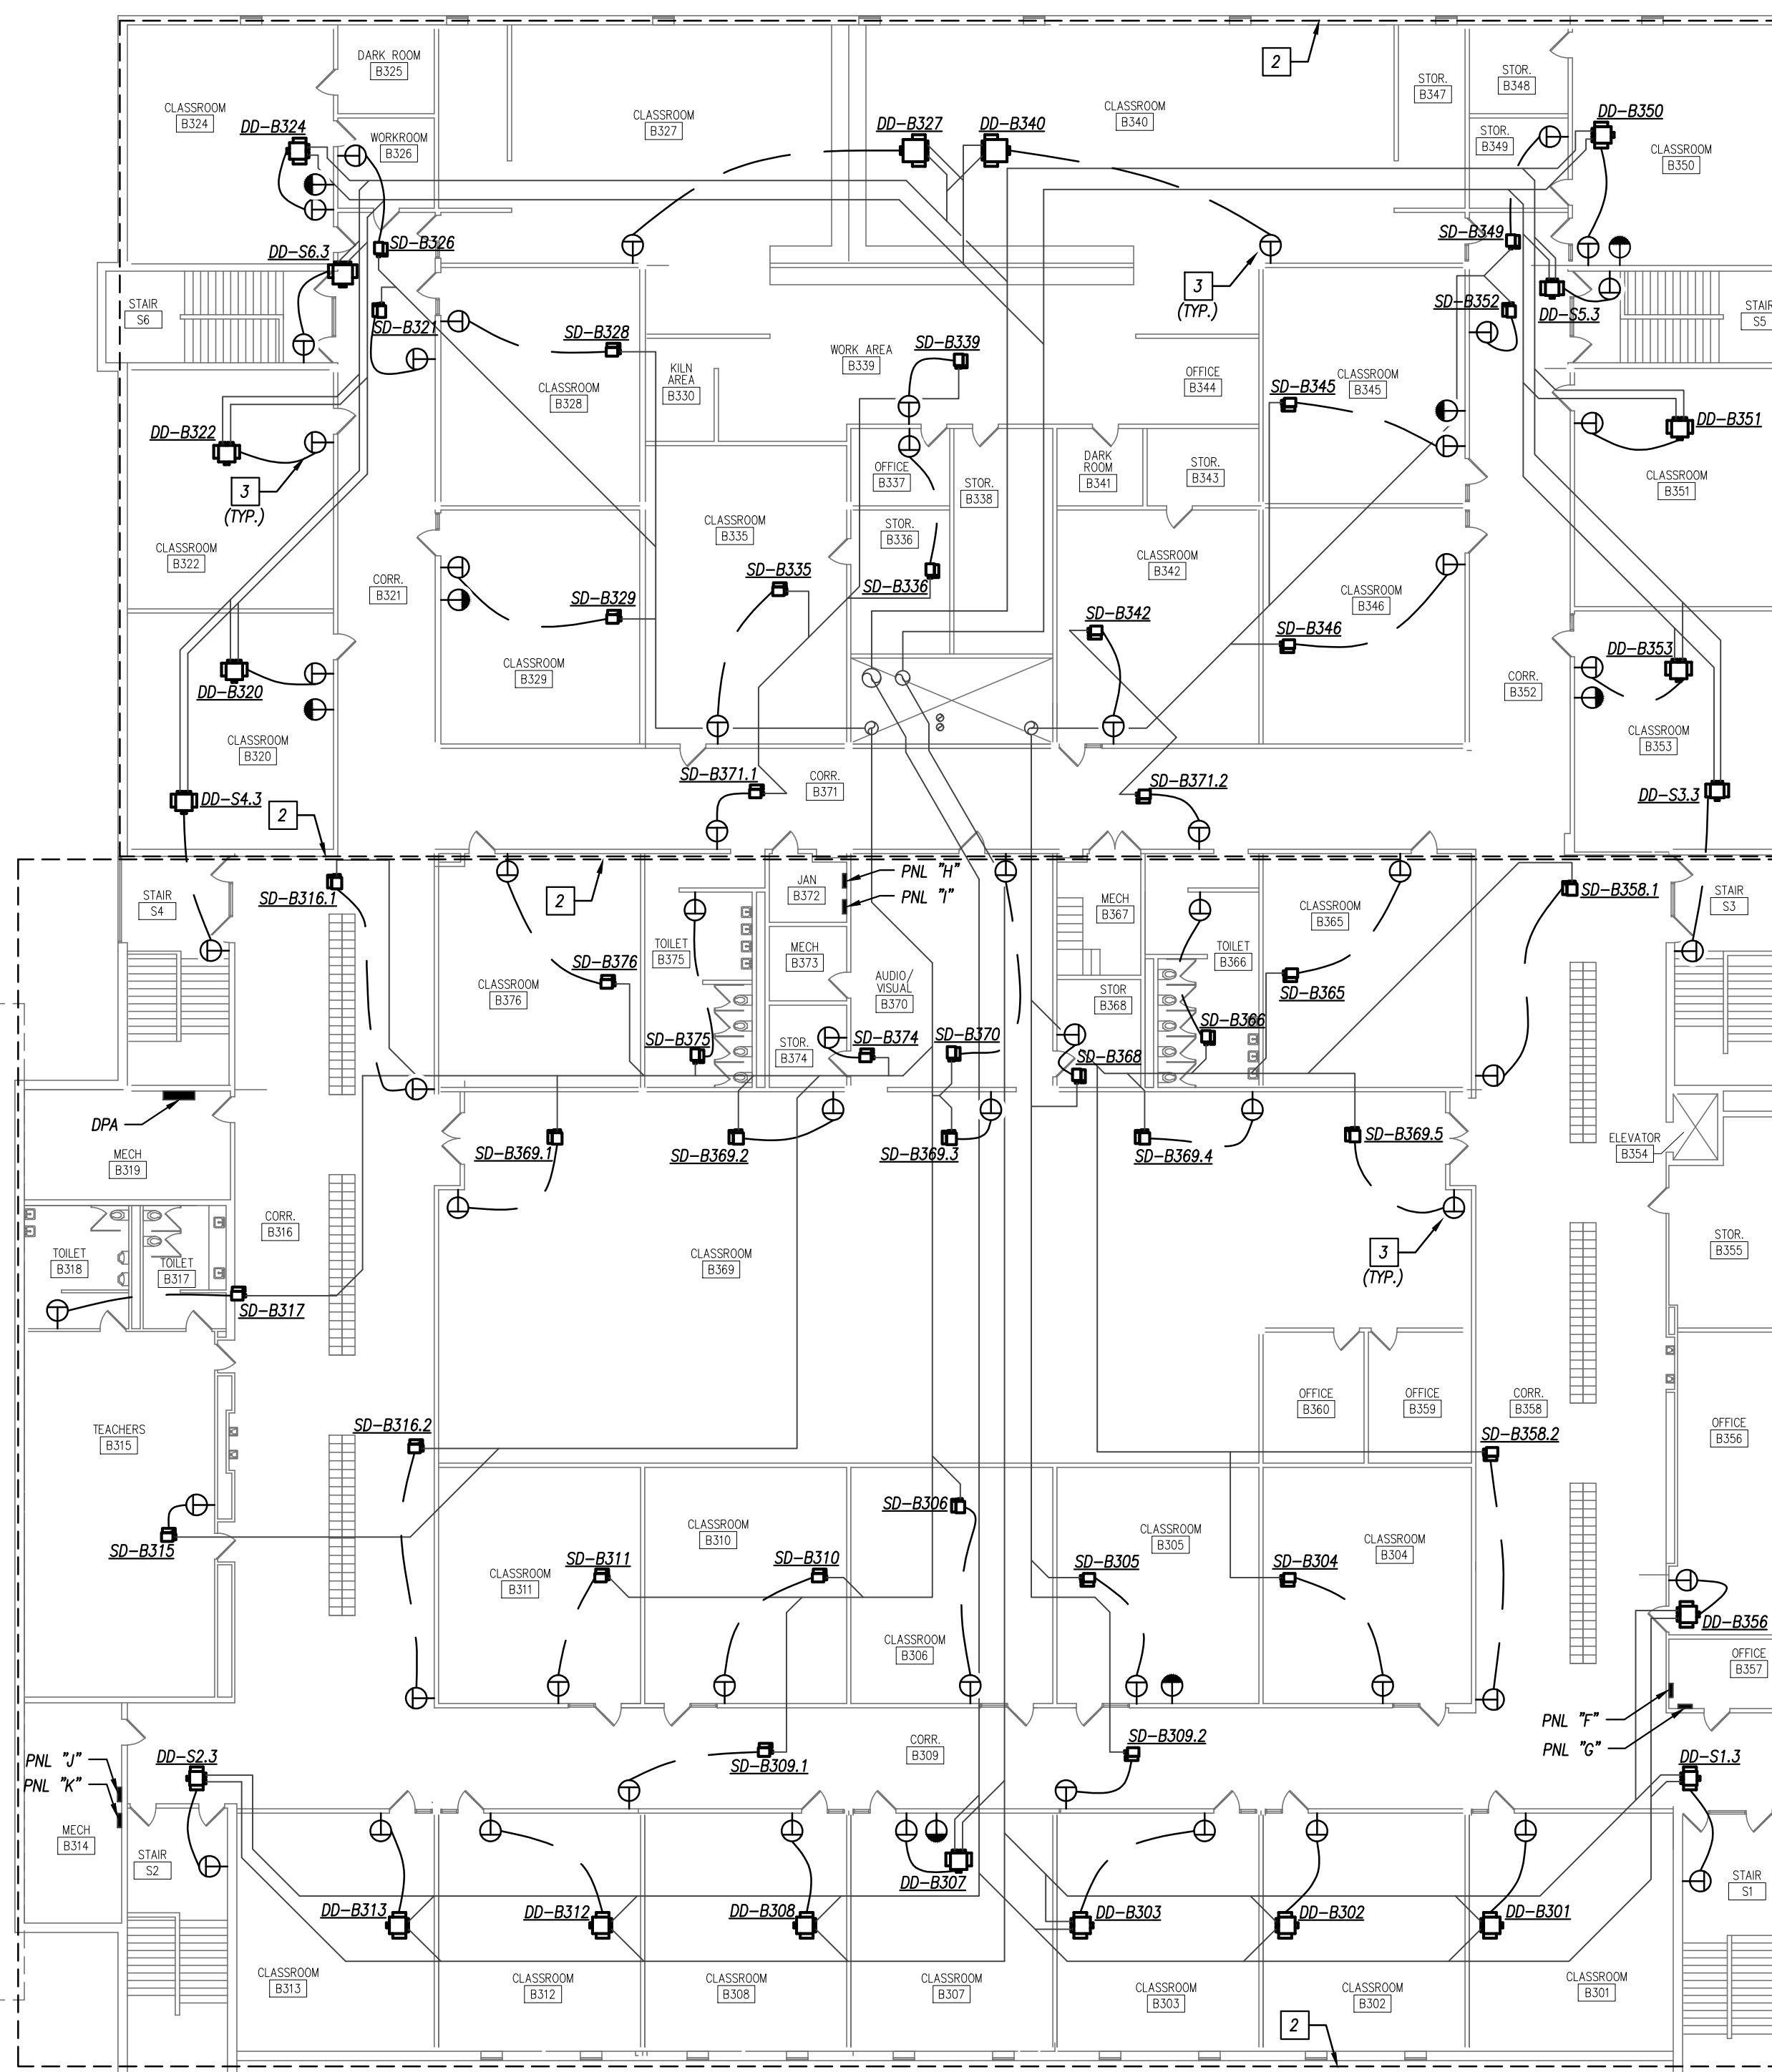 2
DARK ROOM
B325
STOR.
B347
STOR.
B348
CLASSROOM
B324
CLASSROOM
B327
CLASSROOM
B340
DD-B324
WORKROOM
B326
DD-B327
DD-B340
STOR.
B349
DD-B350
CLASSROOM
B350
DD-S6.3
SD-B326
SD-B349
3
(TYP.)
STAIR
S6
SD-B321
SD-B328
SD-B339
SD-B352
DD-S5.3
STAIR
S5
WORK AREA
B339
KILN
AREA
B330
CLASSROOM
B328
OFFICE
B344
SD-B345
CLASSROOM
B345
DD-B322
DD-B351
3
(TYP.)
OFFICE
B337
STOR.
B338
DARK
ROOM
B341
STOR.
B343
CLASSROOM
B351
CLASSROOM
B322
CLASSROOM
B335
STOR.
B336
CLASSROOM
B342
CORR.
B321
SD-B335
SD-B336
SD-B329
CLASSROOM
B346
SD-B342
SD-B346
DD-B353
DD-B320
CLASSROOM
B329
CORR.
B352
CLASSROOM
B320
CLASSROOM
B353
SD-B371.1
CORR.
B371
SD-B371.2
DD-S4.3
2
DD-S3.3
STAIR
S4
SD-B316.1
2
JAN
B372
PNL "H"
PNL "I"
MECH
B367
CLASSROOM
B365
SD-B358.1
STAIR
S3
TOILET
B375
MECH
B373
TOILET
B366
SD-B376
CLASSROOM
B376
AUDIO/
VISUAL
B370
STOR
B368
SD-B365
SD-B375
STOR.
B374
SD-B374
SD-B370
SD-B366
SD-B368
DPA
MECH
B319
SD-B369.1
SD-B369.2
SD-B369.3
SD-B369.4
SD-B369.5
ELEVATOR
B354
CORR.
B316
TOILET
B318
TOILET
B317
CLASSROOM
B369
3
(TYP.)
STOR.
B355
SD-B317
OFFICE
B360
OFFICE
B359
CORR.
B358
TEACHERS
B315
SD-B316.2
SD-B358.2
OFFICE
B356
SD-B306
SD-B315
CLASSROOM
B310
CLASSROOM
B305
CLASSROOM
B304
SD-B311
SD-B310
SD-B305
SD-B304
CLASSROOM
B311
DD-B356
CLASSROOM
B306
OFFICE
B357
PNL "F"
PNL "G"
PNL "J"
PNL "K"
DD-S2.3
SD-B309.1
CORR.
B309
SD-B309.2
DD-S1.3
MECH
B314
STAIR
S2
DD-B307
STAIR
S1
DD-B313
DD-B312
DD-B308
DD-B303
DD-B302
DD-B301
CLASSROOM
B313
CLASSROOM
B312
CLASSROOM
B308
CLASSROOM
B307
CLASSROOM
B303
CLASSROOM
B302
CLASSROOM
B301
2